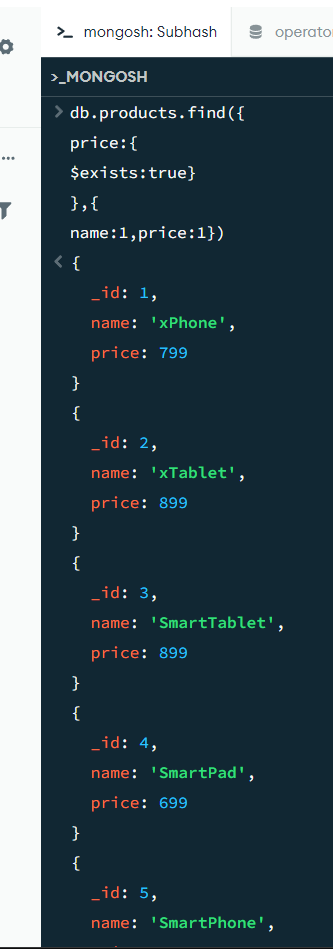 mongosh: Subhash
operator
>_MONGOSH
db.products.find({
price:{
$exists:true}
},{
name:1,price:1})
{
_id: 1,
name: 'xPhone',
price: 799
}
{
_id: 2,
name: 'xTablet',
price: 899
}
{
_id: 3,
name: 'SmartTablet',
price: 899
}
{
_id: 4,
name: 'SmartPad',
price: 699
}
{
_id: 5,
name: 'SmartPhone',